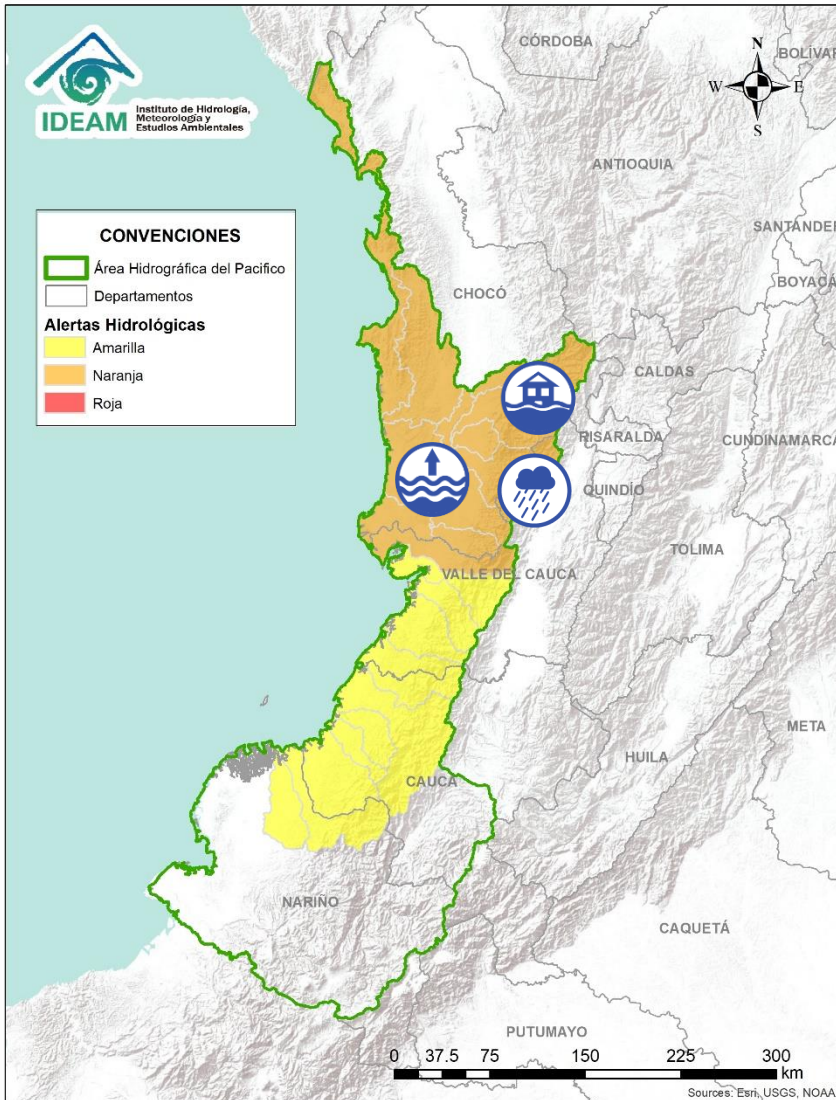 IDEAM
Instituto de Hidrología,
Meteorología y
Estudios Ambientales
N
W
E
S
CÓRDOBA
BOLÍVAR
ANTIOQUIA
SANTANDER
BOYACÁ
CONVENCIONES
Área Hidrográfica del Pacifico
Departamentos
Alertas Hidrológicas
Amarilla
Naranja
Roja
CHOCÓ
CALDAS
RISARALDA
CUNDINAMARCA
QUINDÍO
TOLIMA
VALLE DEL CAUCA
META
HUILA
CAUCA
NARIÑO
CAQUETÁ
PUTUMAYO
0 37.5 75 150 225 300
km
Sources: Esri, USGS, NOAA